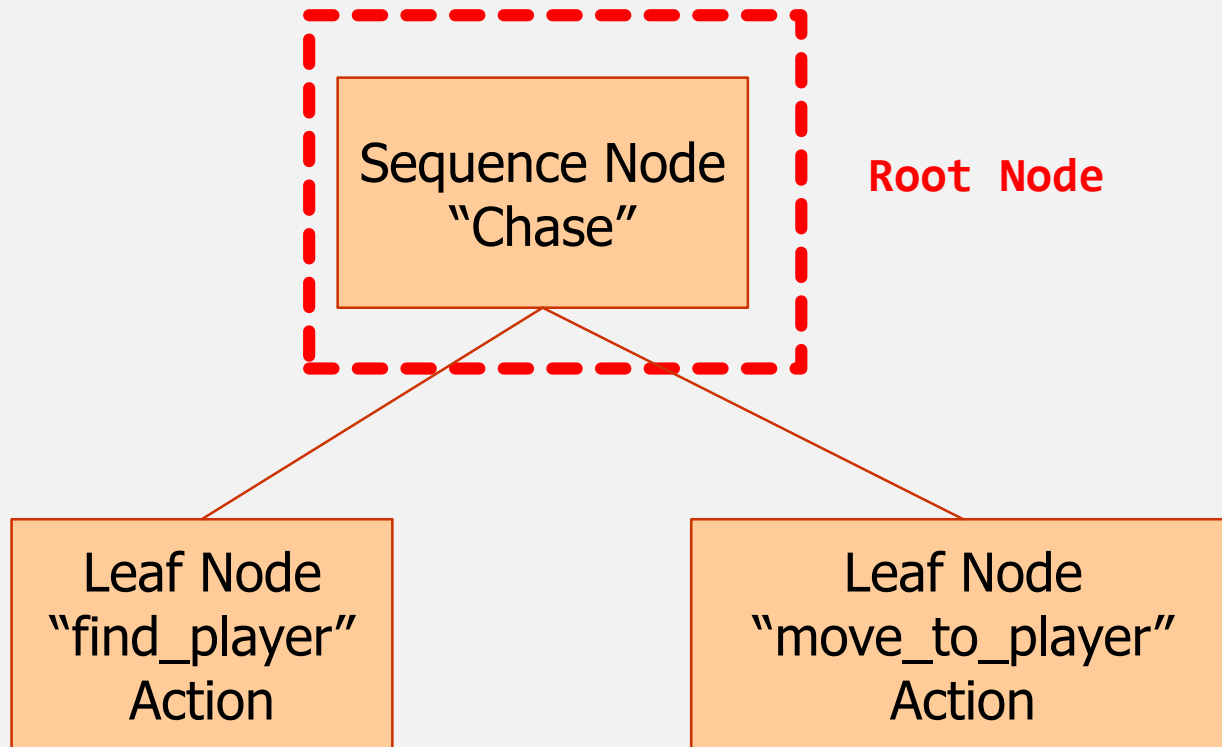 Sequence Node
“Chase”
Root Node
Leaf Node
“find_player”
Action
Leaf Node
“move_to_player”
Action